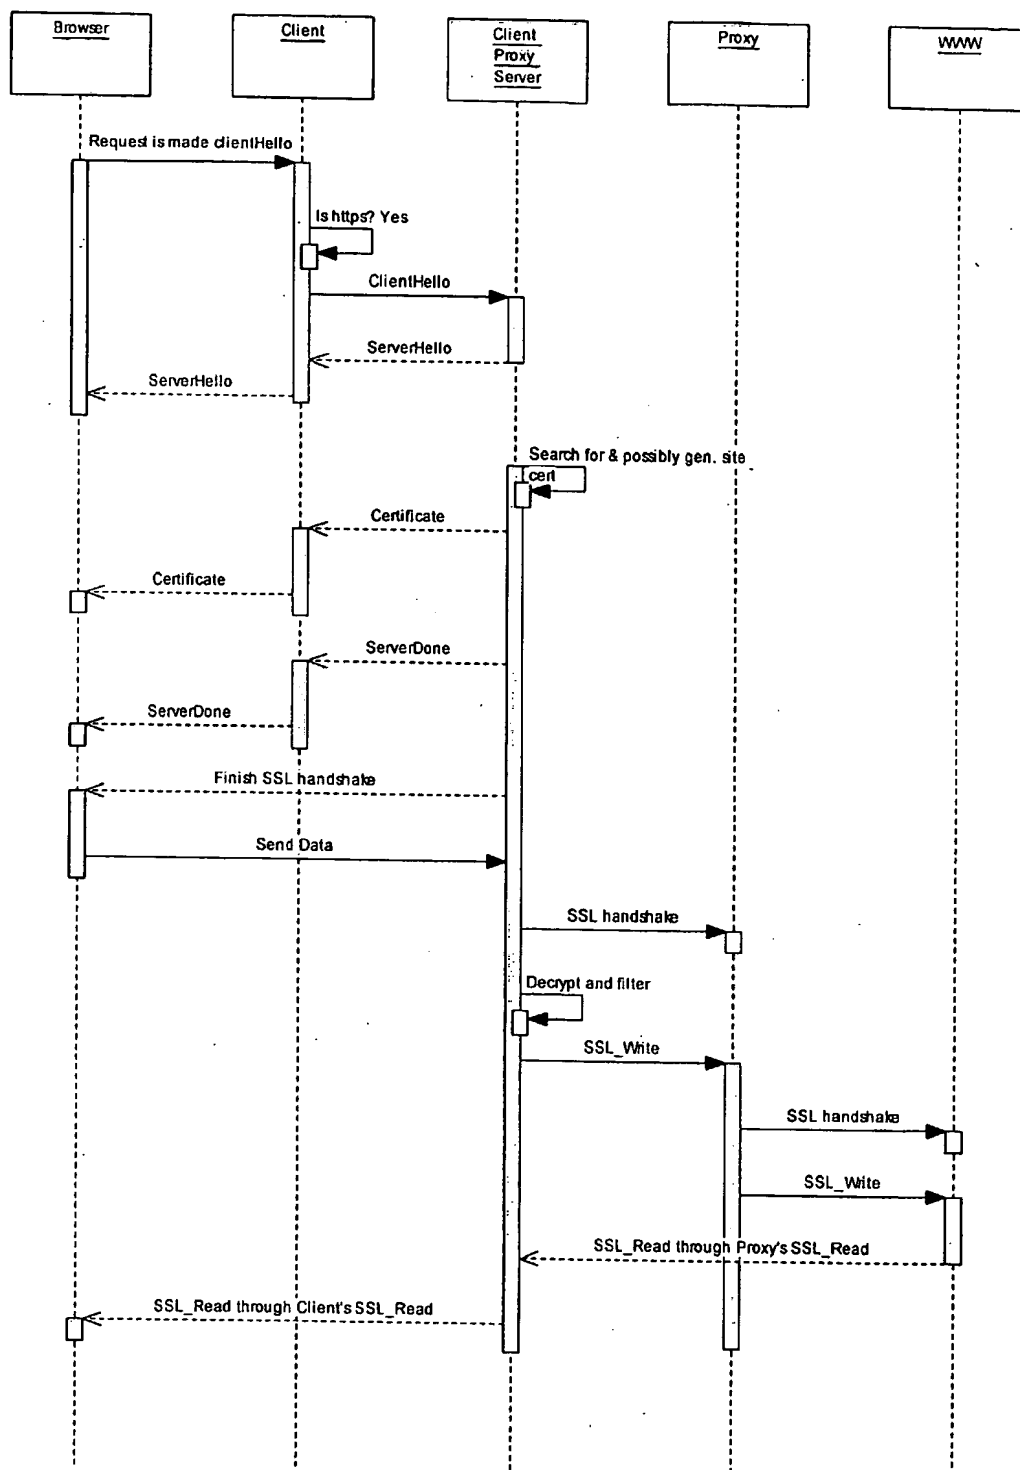 Browser
Client
Client
Proxy
Server
Proxy
WWW
Request is made clientHello
Is https? Yes
ClientHello
ServerHello
ServerHello
Search for & possibly gen. site
cert
Certificate
Certificate
ServerDone
ServerDone
Finish SSL handshake
Send Data
SSL handshake
Decrypt and filter
SSL_Write
SSL handshake
SSL_Write
SSL_Read through Proxy's SSL_Read
SSL_Read through Client's SSL_Read